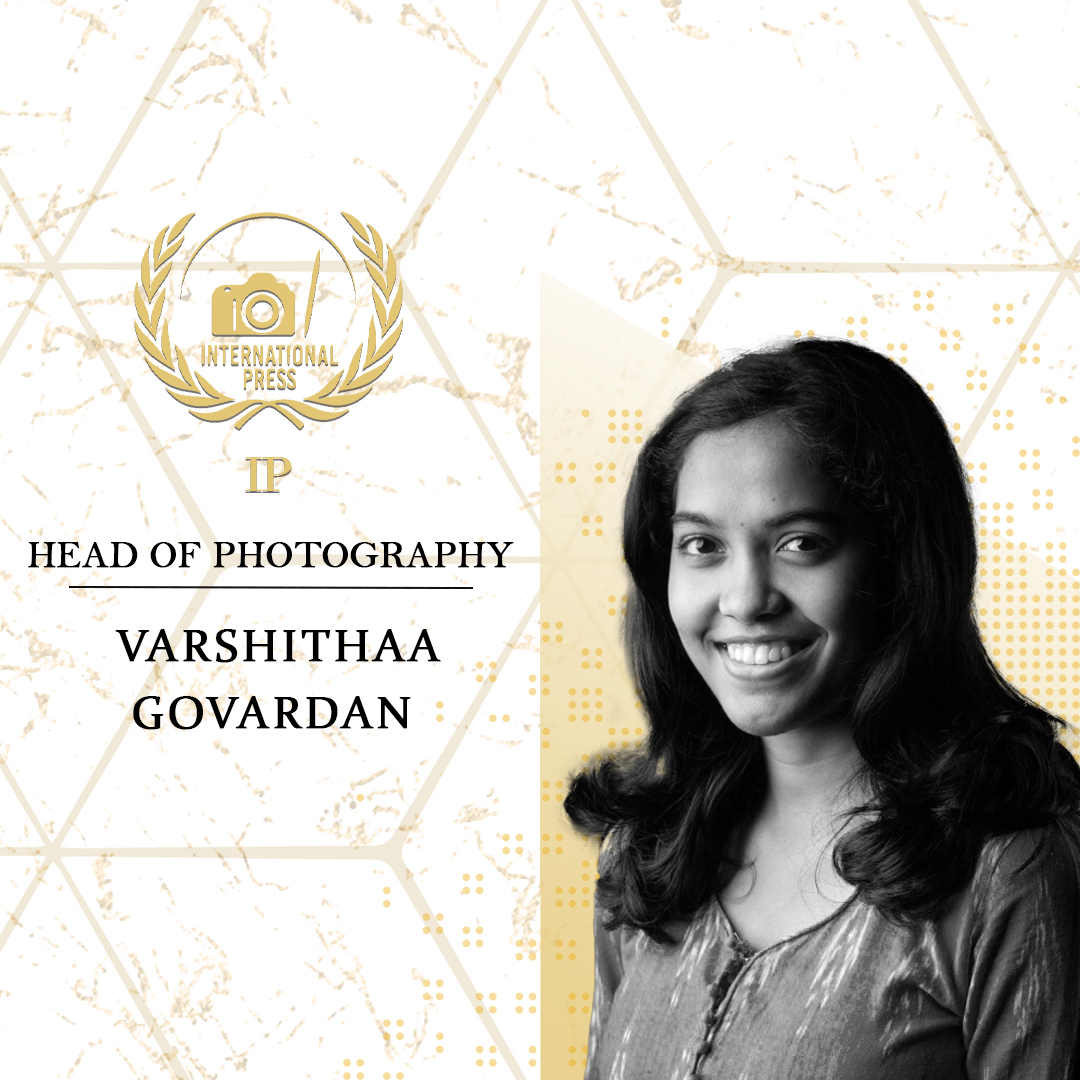 INTERNATIONAL
PRESS
IP
HEAD OF PHOTOGRAPHY
VARSHITHAA
GOVARDAN